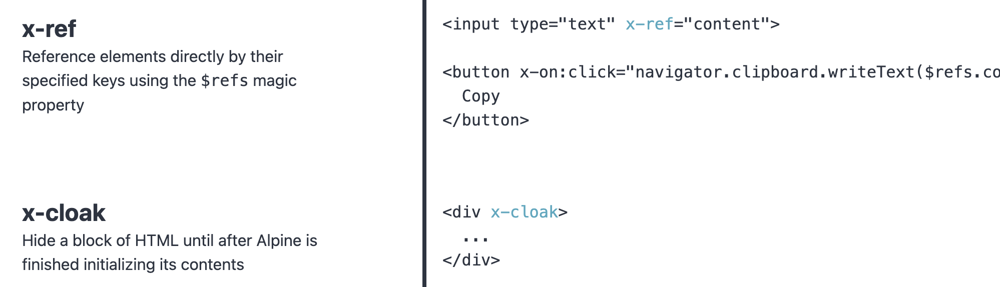 x-ref
Reference elements directly by their
specified keys using the $refs magic
property
<input type="text" x-ref="content">
<button x-on:click="navigator.clipboard.writeText($refs.co
Copy
</button>
x-cloak
Hide a block of HTML until after Alpine is
finished initializing its contents
<div x-cloak>
...
</div>